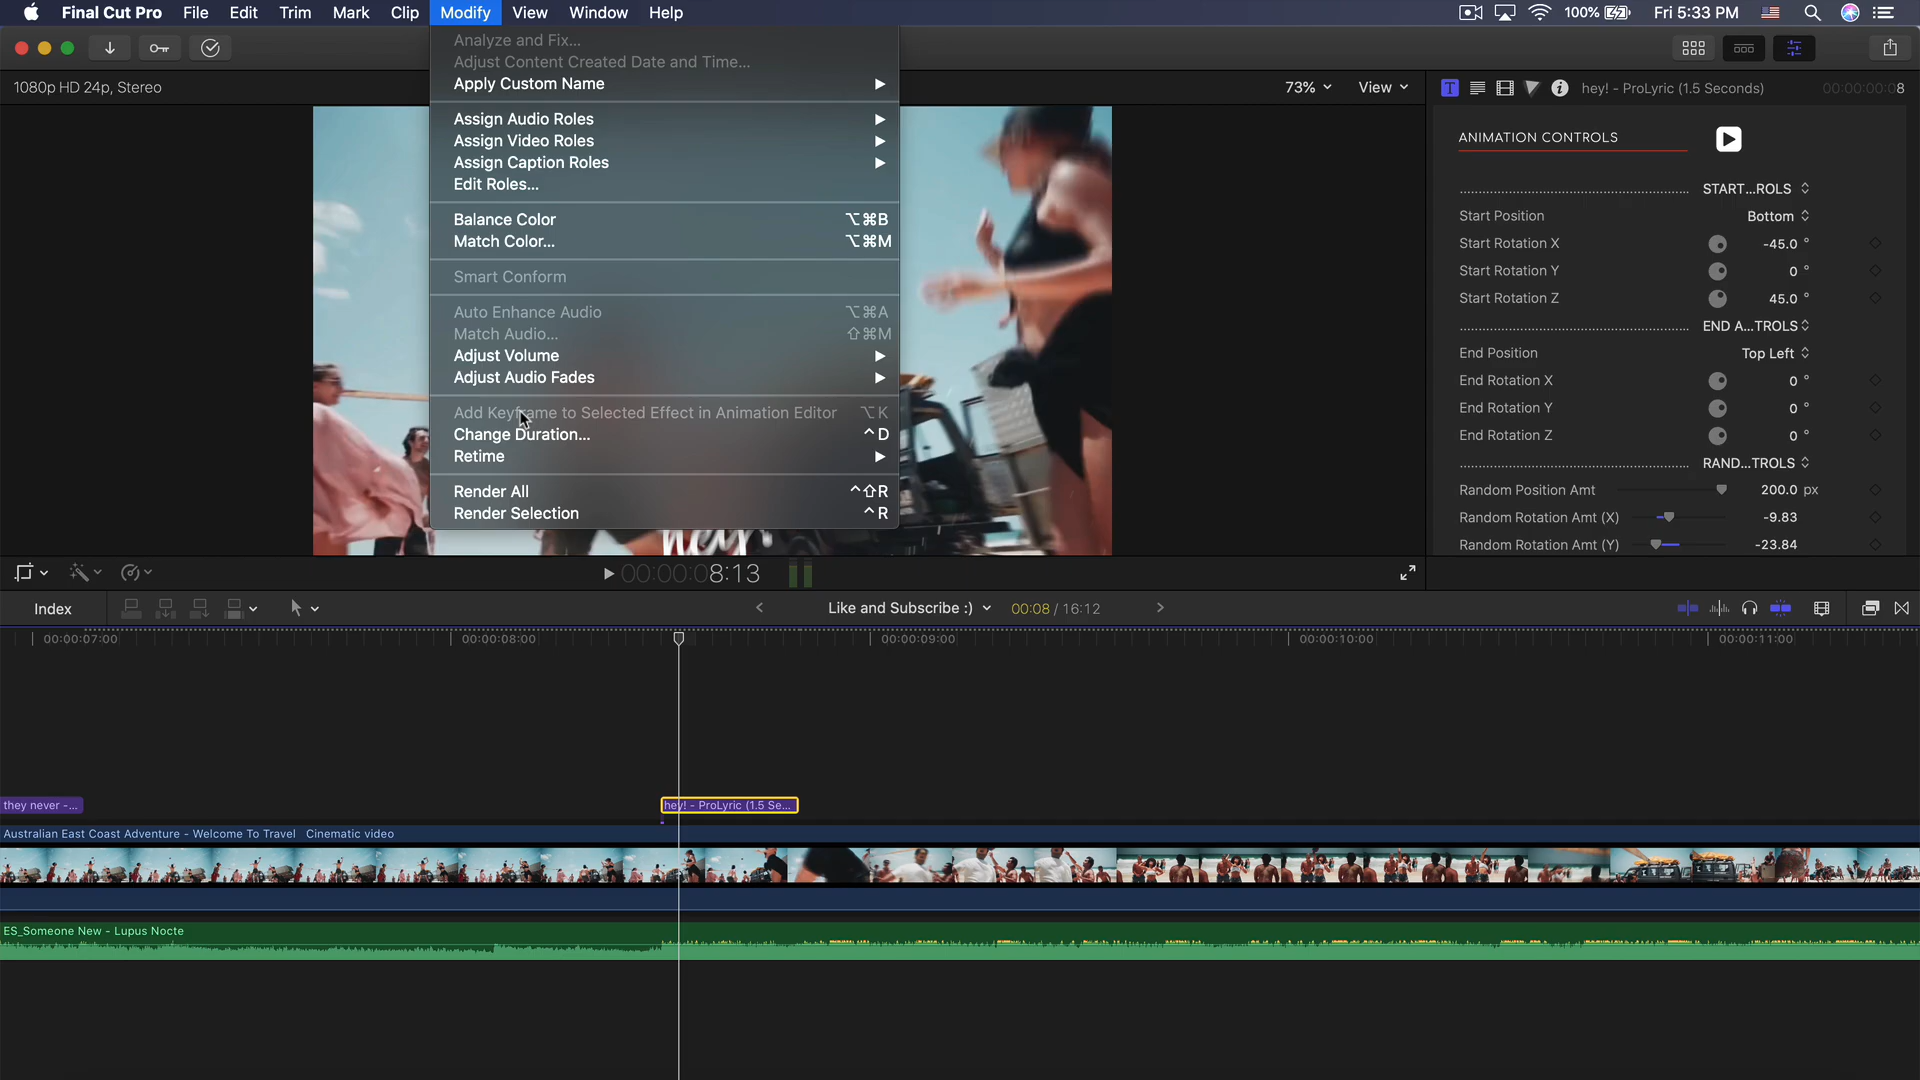 Final Cut Pro File Edit Trim Mark Clip Modify View Window Help 100% Fri 5:33 PM
Analyze and Fix...
Adjust Content Created Date and Time...
Apply Custom Name
Assign Audio Roles
Assign Video Roles
Assign Caption Roles
Edit Roles...
Balance Color ⌥⌘B
Match Color... ⌥⌘M
Smart Conform
Auto Enhance Audio ⌥⌘A
Match Audio... ⇧⌘M
Adjust Volume
Adjust Audio Fades
Add Keyframe to Selected Effect in Animation Editor ⌥K
Change Duration... ^D
Retime
Render All ^⇧R
Render Selection ^R
1080p HD 24p, Stereo
73% View
hey!
T hey! - ProLyric (1.5 Seconds) 00:00:00:08
ANIMATION CONTROLS
START...ROLS
Start Position Bottom
Start Rotation X -45.0 °
Start Rotation Y 0 °
Start Rotation Z 45.0 °
END A...TROLS
End Position Top Left
End Rotation X 0 °
End Rotation Y 0 °
End Rotation Z 0 °
RAND...TROLS
Random Position Amt 200.0 px
Random Rotation Amt (X) -9.83
Random Rotation Amt (Y) -23.84
00:00:08:13
Index Like and Subscribe :) 00:08 / 16:12
00:00:07:00 00:00:08:00 00:00:09:00 00:00:10:00 00:00:11:00
they never -... hey! - ProLyric (1.5 Se...
Australian East Coast Adventure - Welcome To Travel Cinematic video
ES_Someone New - Lupus Nocte